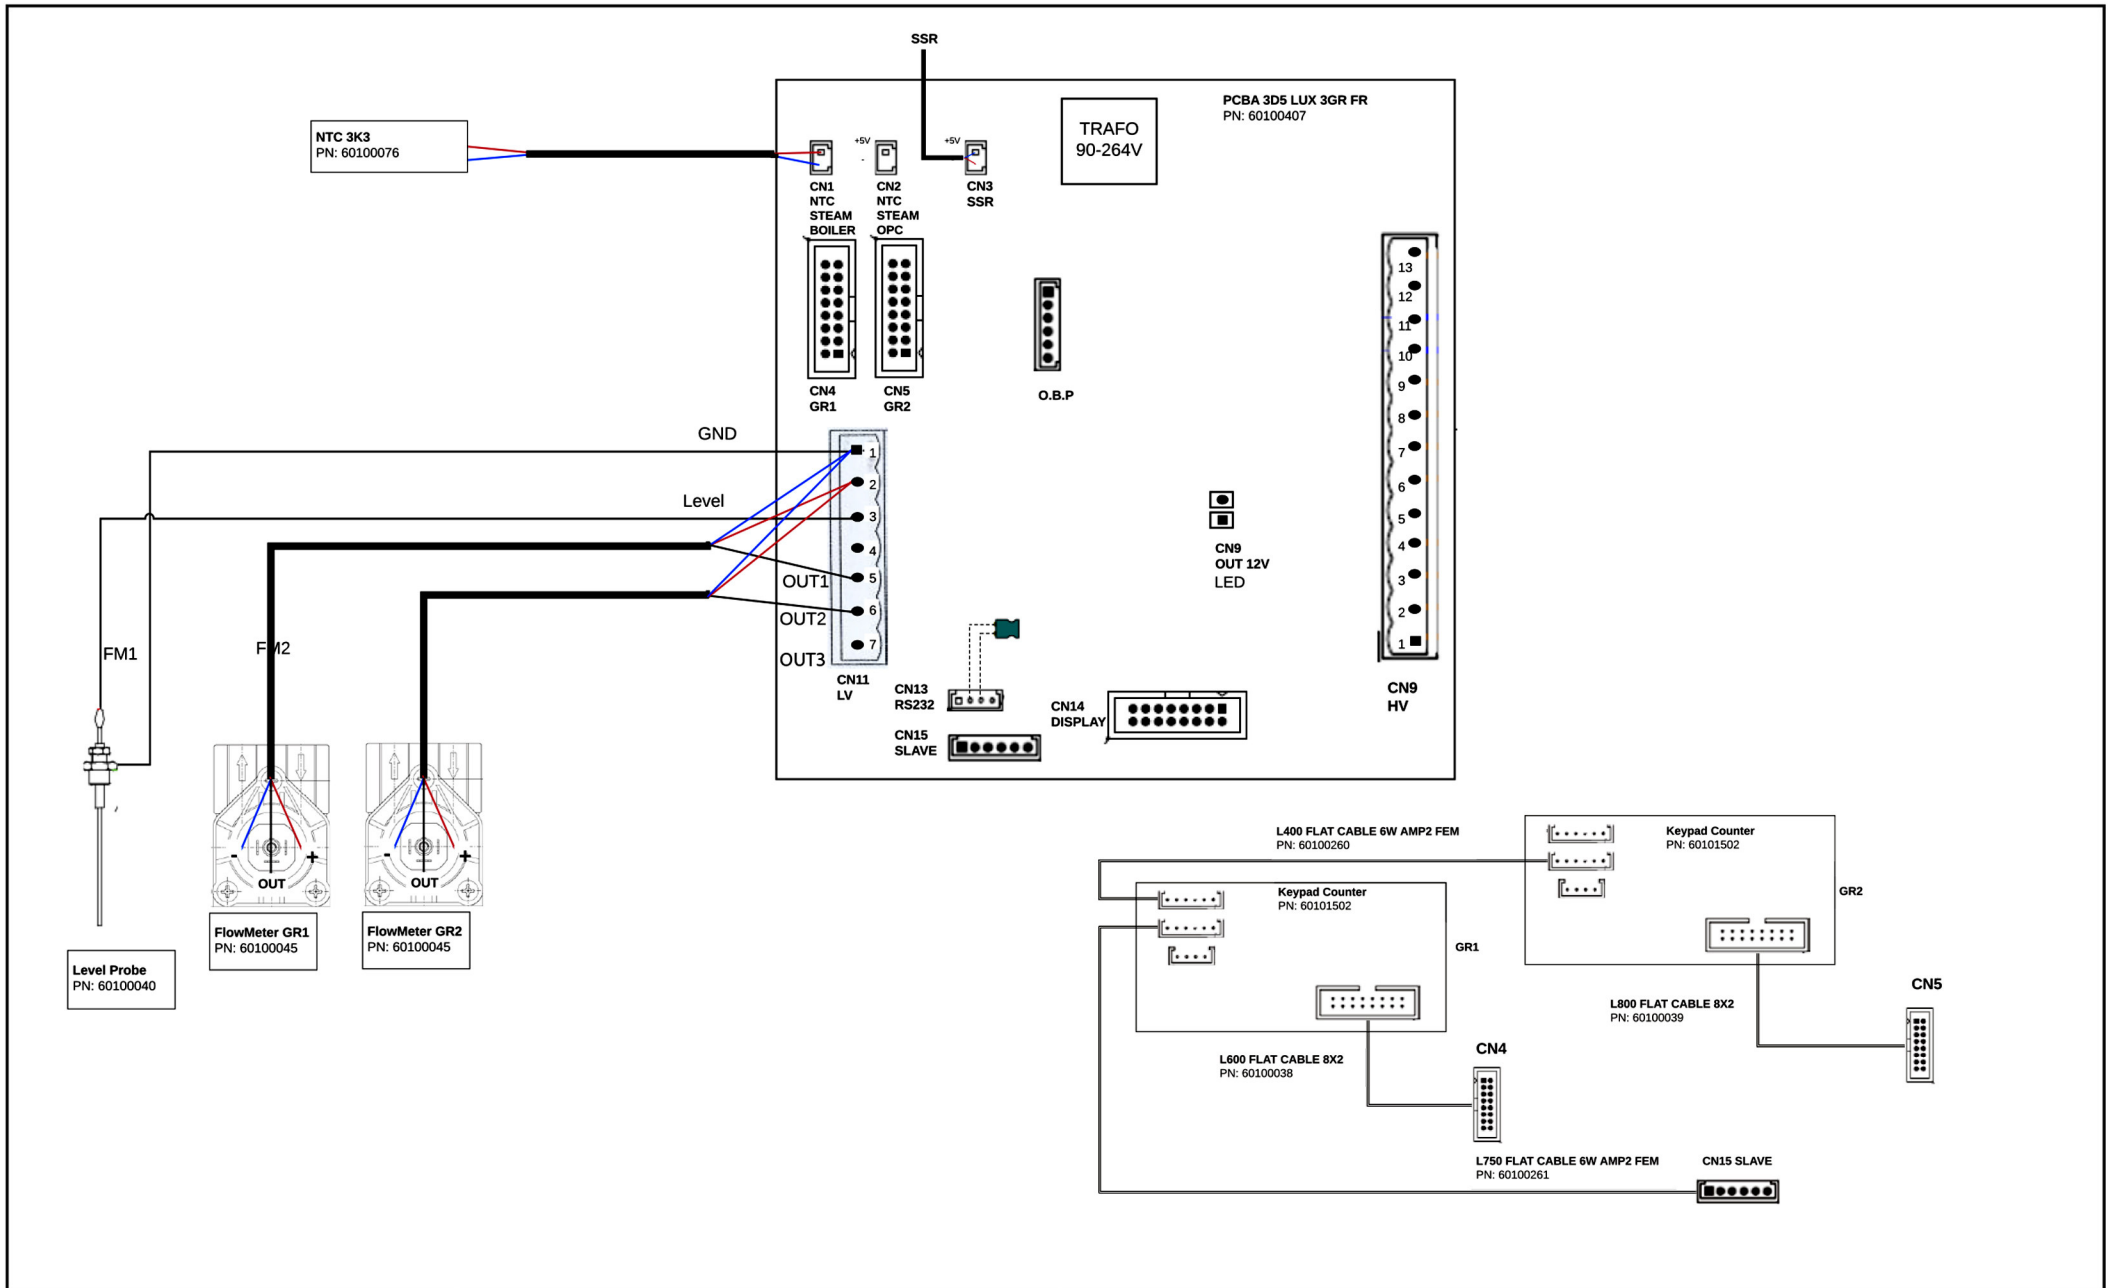 SSR
PCBA 3D5 LUX 3GR FR
PN: 60100407
TRAFO
90-264V
NTC 3K3
PN: 60100076
+5V
-
+5V
CN1
NTC
STEAM
BOILER
CN2
NTC
STEAM
OPC
CN3
SSR
CN4
GR1
CN5
GR2
O.B.P
13
12
11
10
9
8
7
6
5
4
3
2
1
CN9
HV
GND
Level
OUT1
OUT2
OUT3
1
2
3
4
5
6
7
CN11
LV
CN9
OUT 12V
LED
CN13
RS232
CN15
SLAVE
CN14
DISPLAY
FM1
FM2
-
+
OUT
-
+
OUT
FlowMeter GR1
PN: 60100045
FlowMeter GR2
PN: 60100045
Level Probe
PN: 60100040
L400 FLAT CABLE 6W AMP2 FEM
PN: 60100260
Keypad Counter
PN: 60101502
GR2
Keypad Counter
PN: 60101502
GR1
L800 FLAT CABLE 8X2
PN: 60100039
CN5
L600 FLAT CABLE 8X2
PN: 60100038
CN4
L750 FLAT CABLE 6W AMP2 FEM
PN: 60100261
CN15 SLAVE